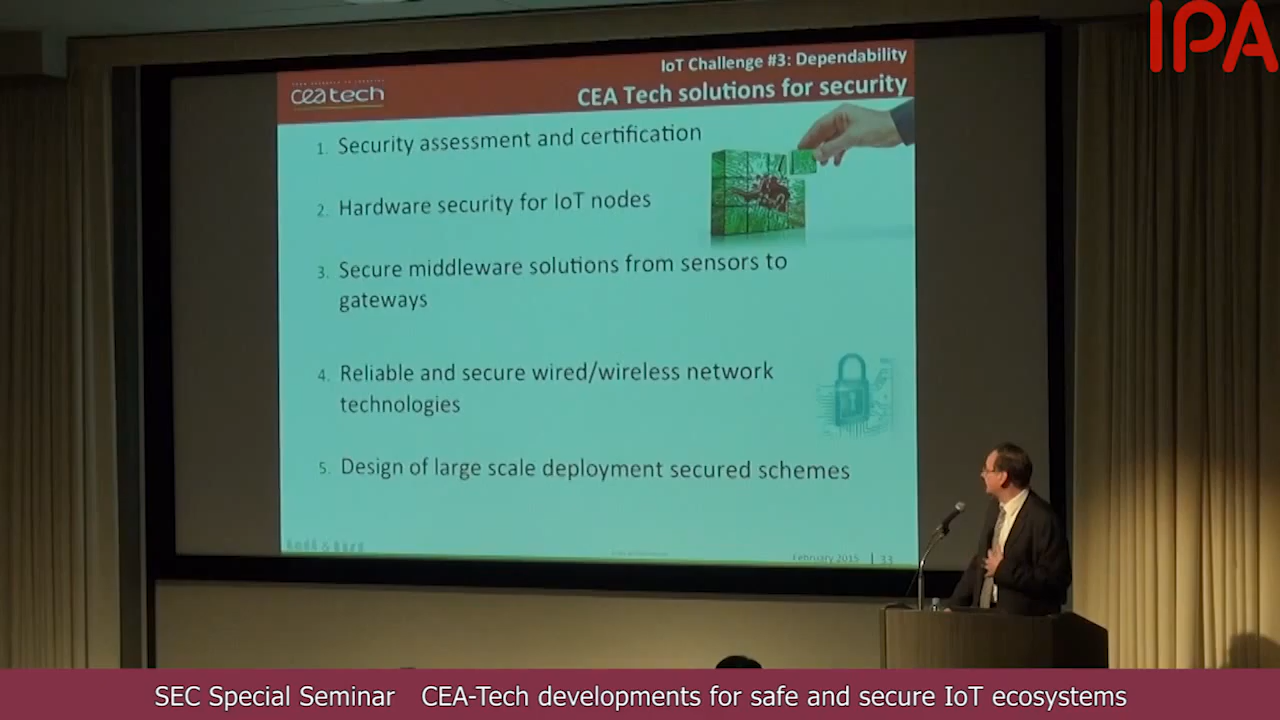 IPA
IoT Challenge #3: Dependability
ceatech
CEA Tech solutions for security
1. Security assessment and certification
2. Hardware security for IoT nodes
3. Secure middleware solutions from sensors to
gateways
4. Reliable and secure wired/wireless network
technologies
5. Design of large scale deployment secured schemes
February 2015 | 33
SEC Special Seminar CEA-Tech developments for safe and secure IoT ecosystems